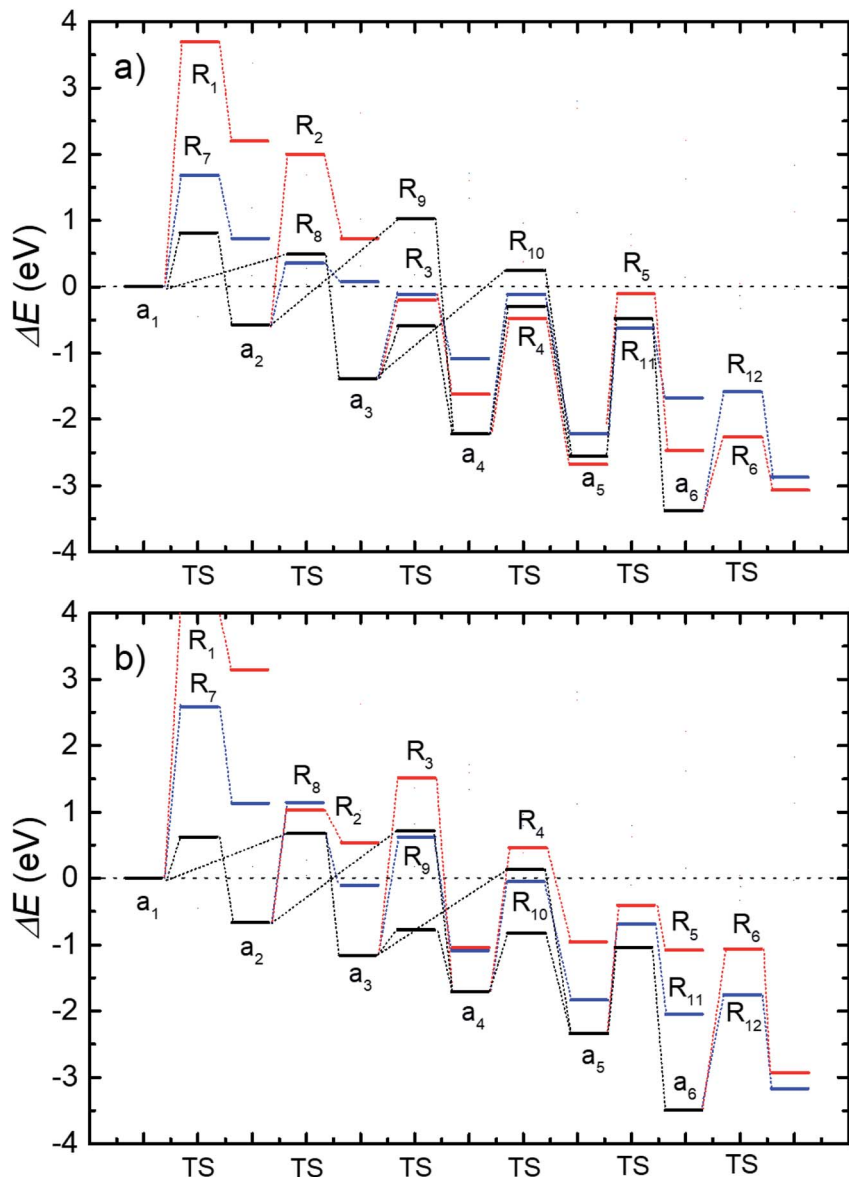 a)
4
3
2
1
0
-1
-2
-3
-4
ΔE (eV)
R1
R7
R2
R8
R9
R3
R10
R4
R5
R11
R12
R6
a1
a2
a3
a4
a5
a6
TS TS TS TS TS TS
b)
4
3
2
1
0
-1
-2
-3
-4
ΔE (eV)
R1
R7
R8
R2
R3
R9
R4
R10
R5
R11
R6
R12
a1
a2
a3
a4
a5
a6
TS TS TS TS TS TS